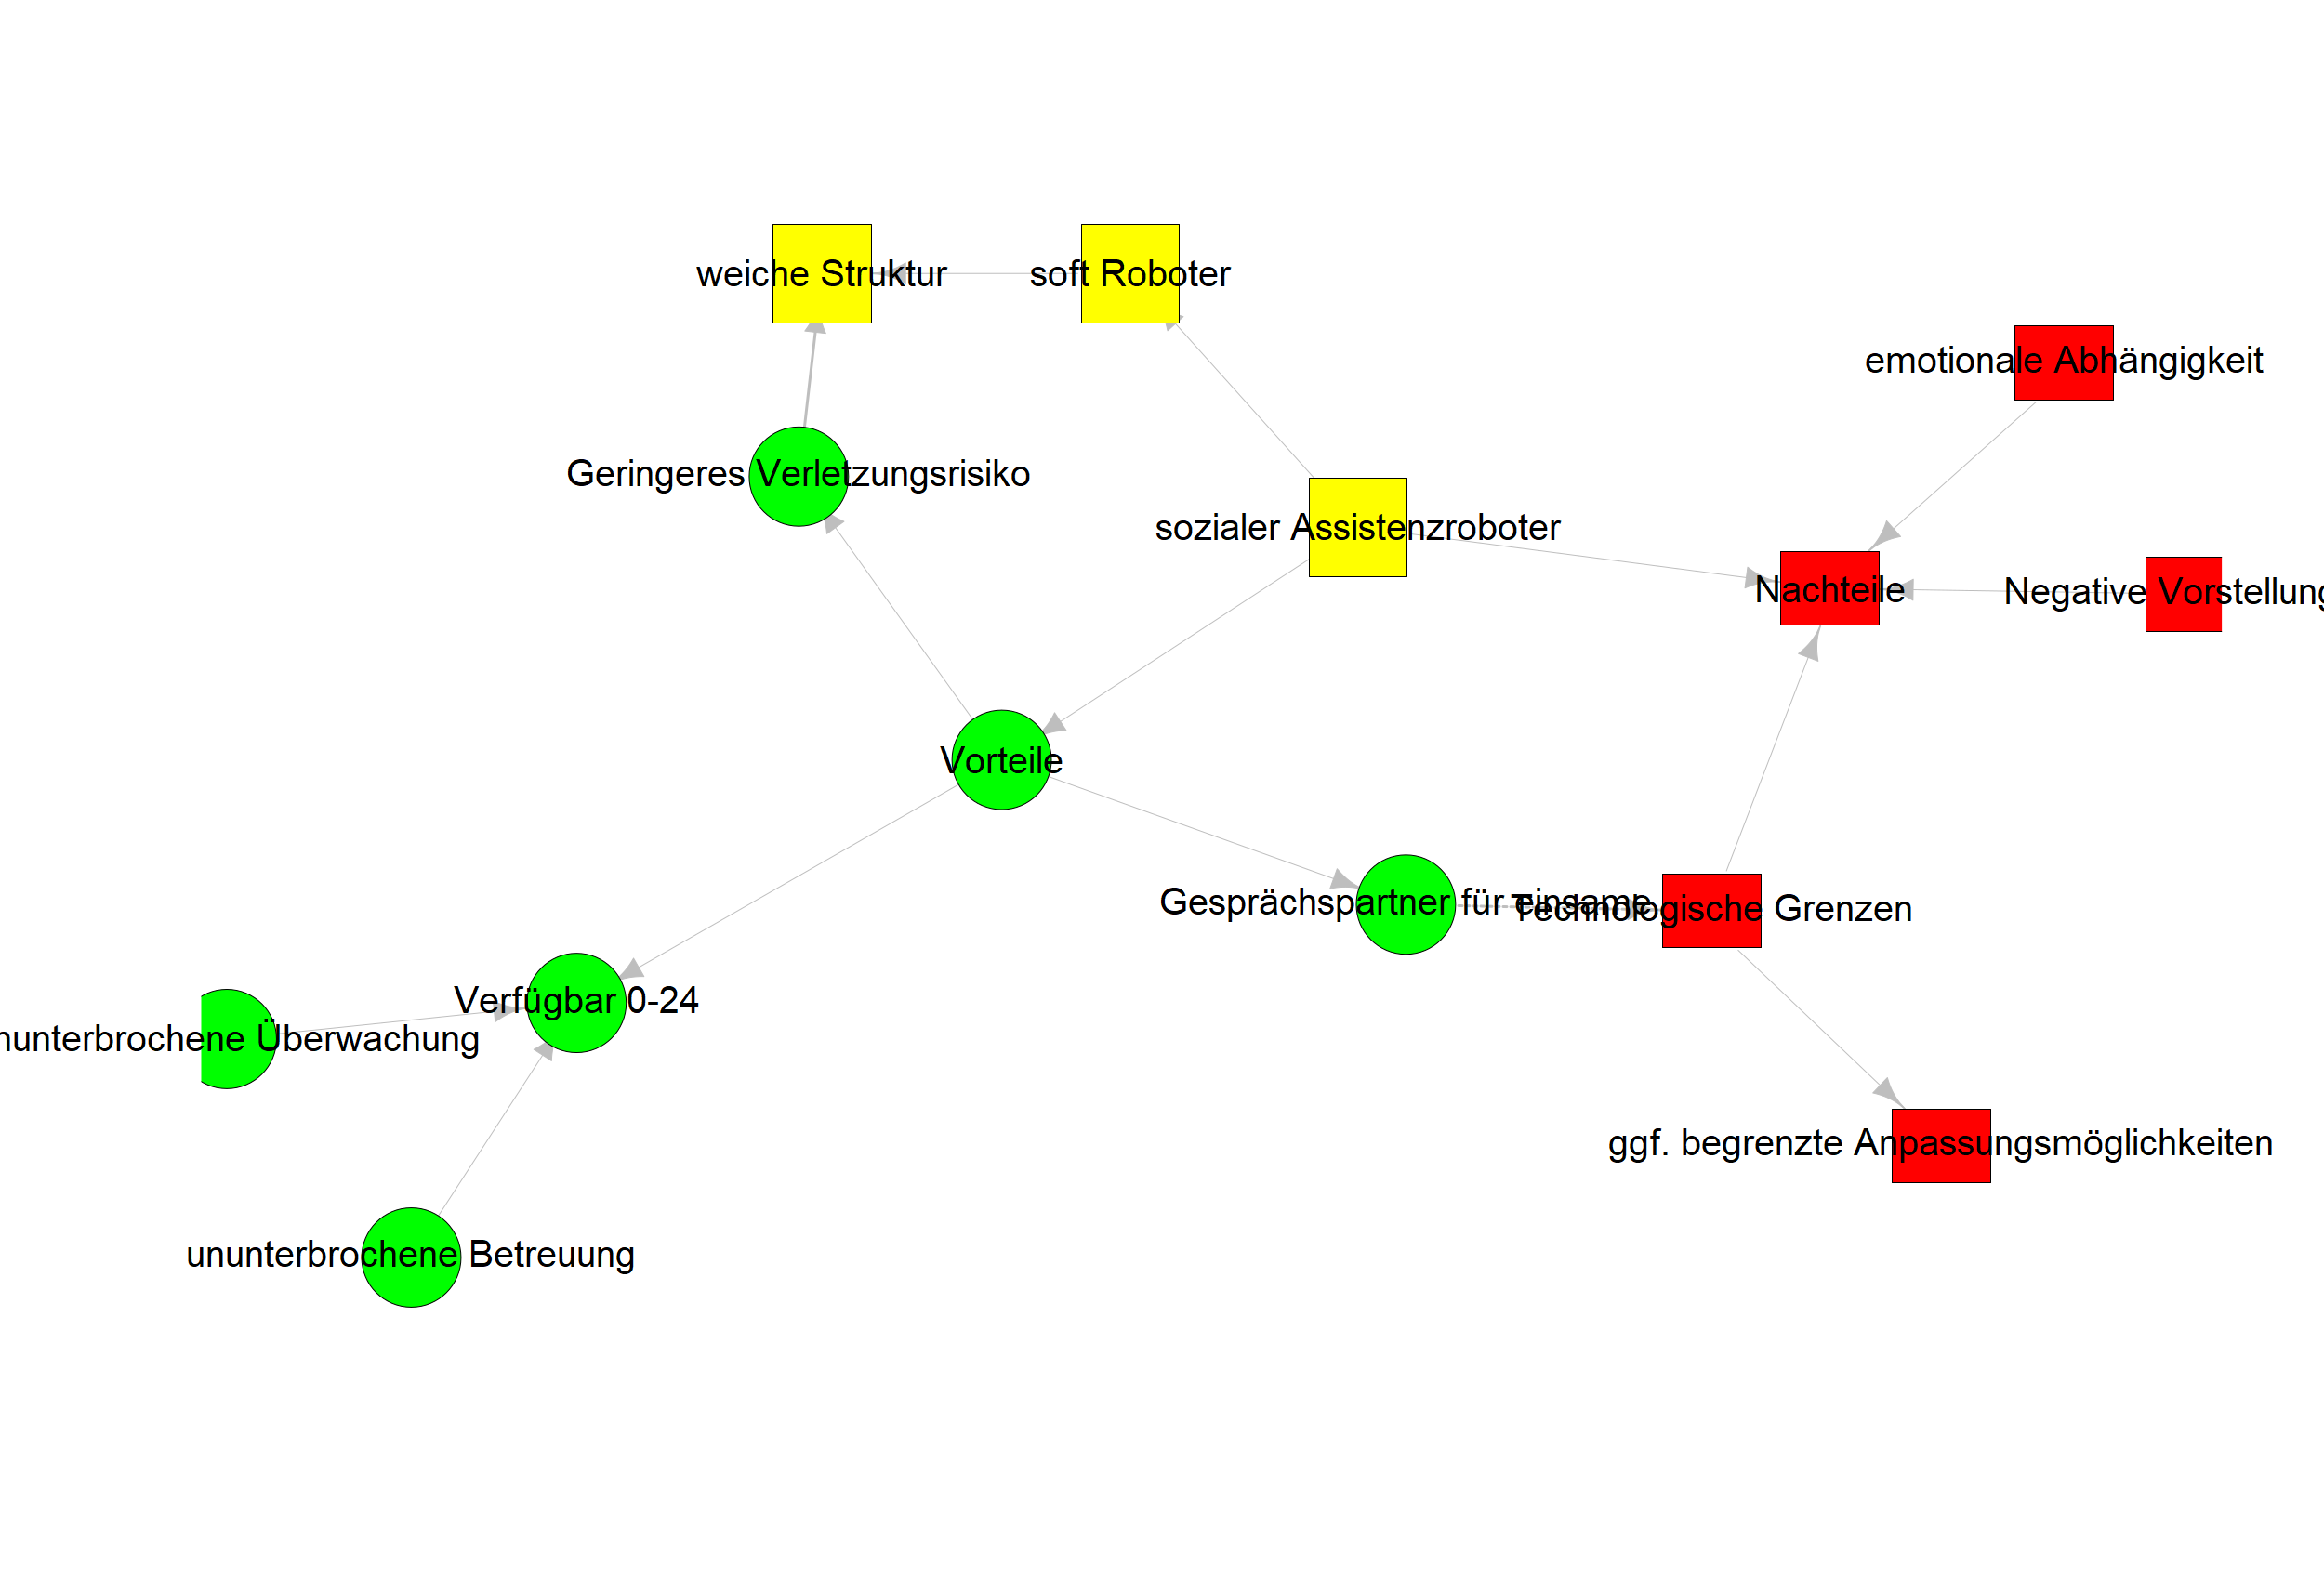 weiche Struktur
soft Roboter
emotionale Abhängigkeit
Geringeres Verletzungsrisiko
sozialer Assistenzroboter
Nachteile
Negative Vorstellung
Vorteile
Gesprächspartner für einsame
Technologische Grenzen
Verfügbar 0-24
nunterbrochene Überwachung
ggf. begrenzte Anpassungsmöglichkeiten
ununterbrochene Betreuung